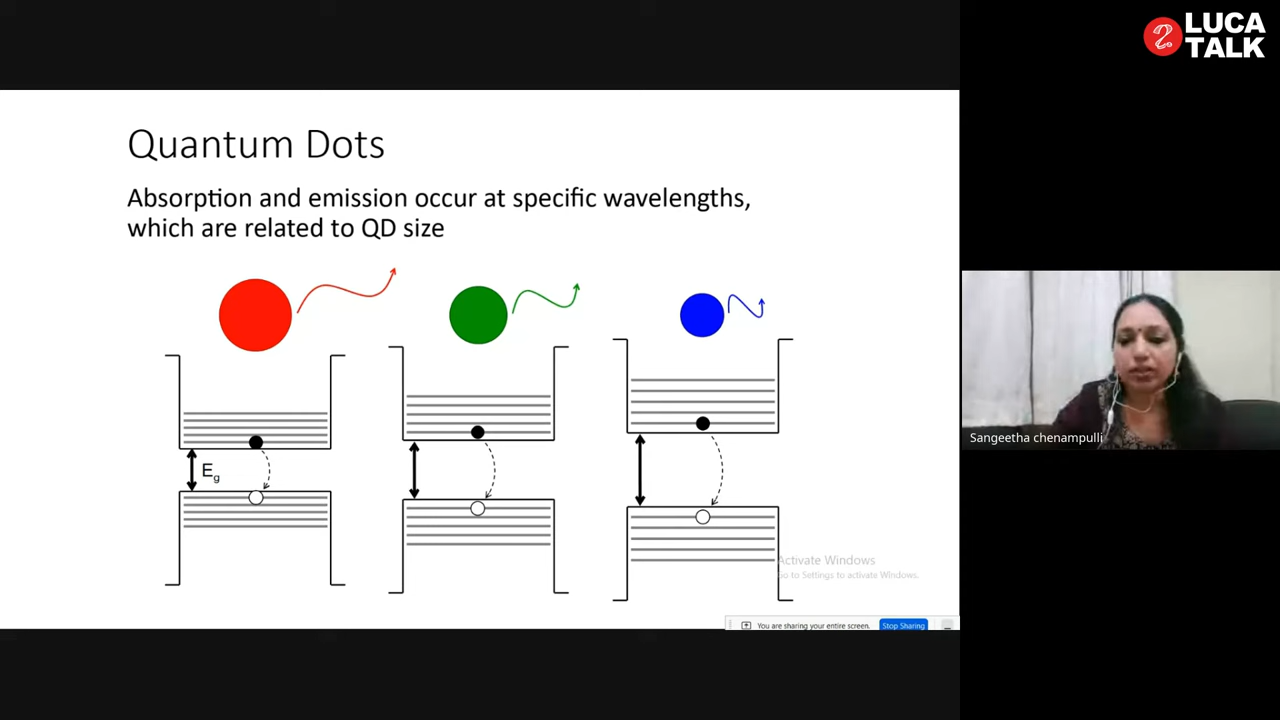 LUCA
TALK
Quantum Dots
Absorption and emission occur at specific wavelengths,
which are related to QD size
Eg
Sangeetha chenampulli
Activate Windows
Go to Settings to activate Windows.
You are sharing your entire screen.
Stop Sharing